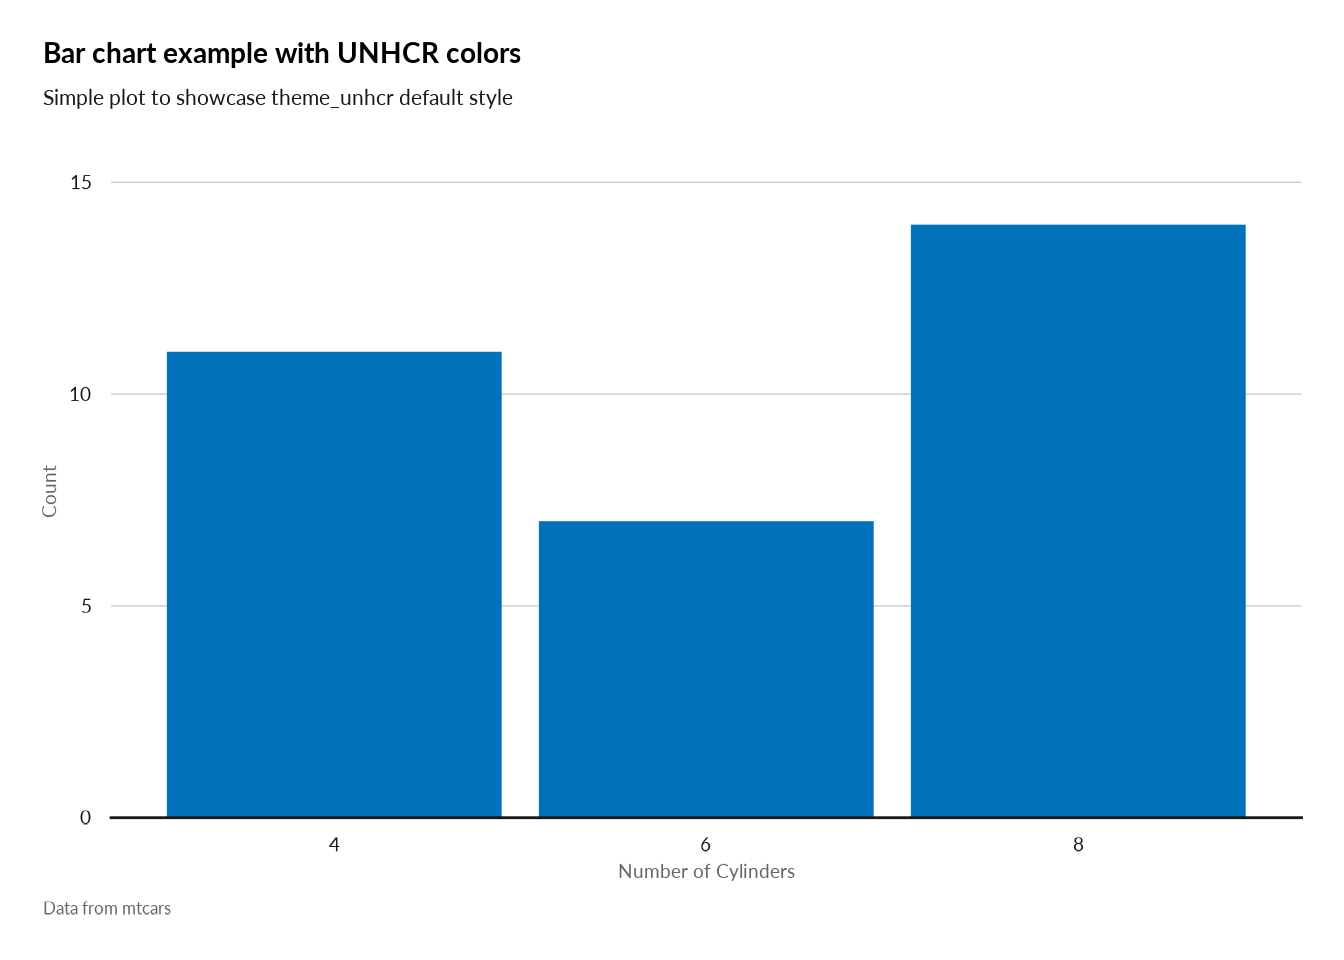 Bar chart example with UNHCR colors
Simple plot to showcase theme_unhcr default style
15
10
5
0
Count
4 6 8
Number of Cylinders
Data from mtcars